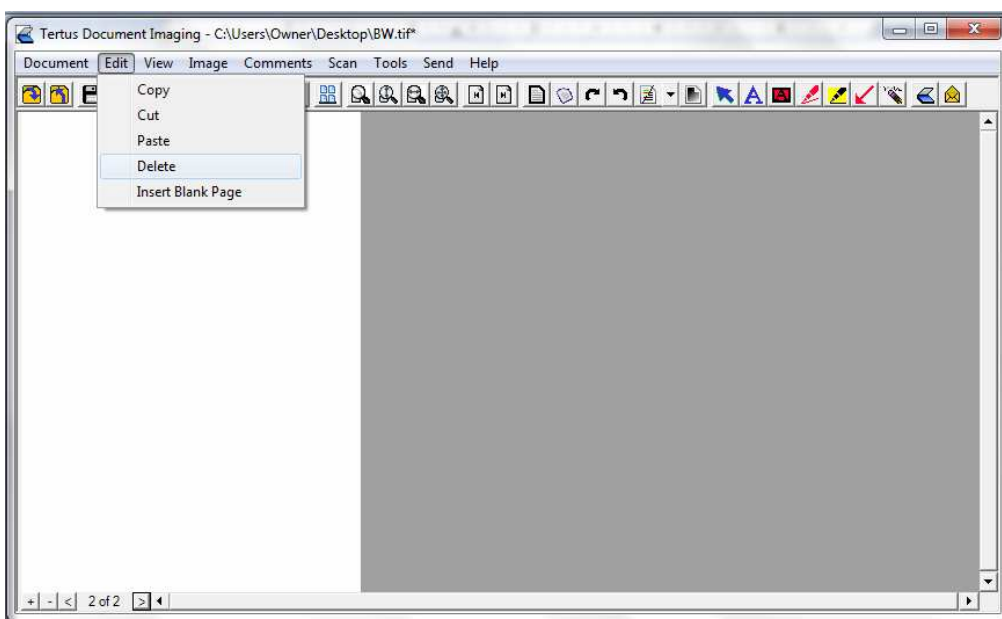 Tertus Document Imaging - C:\Users\Owner\Desktop\BW.tif*
Document Edit View Image Comments Scan Tools Send Help
Copy
Cut
Paste
Delete
Insert Blank Page
+ - < 2 of 2 >